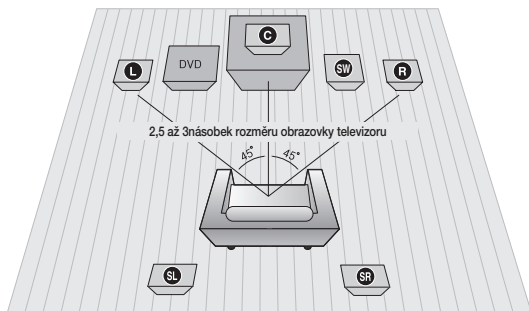 C
L
DVD
SW
R
2,5 až 3násobek rozměru obrazovky televizoru
45˚
45˚
SL
SR